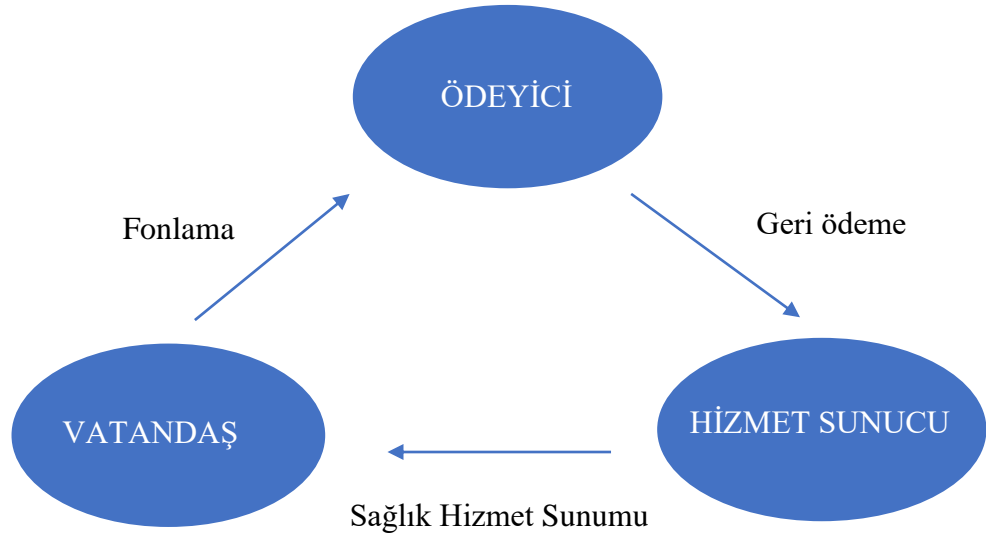 ÖDEYİCİ
Fonlama
Geri ödeme
VATANDAŞ
HİZMET SUNUCU
Sağlık Hizmet Sunumu